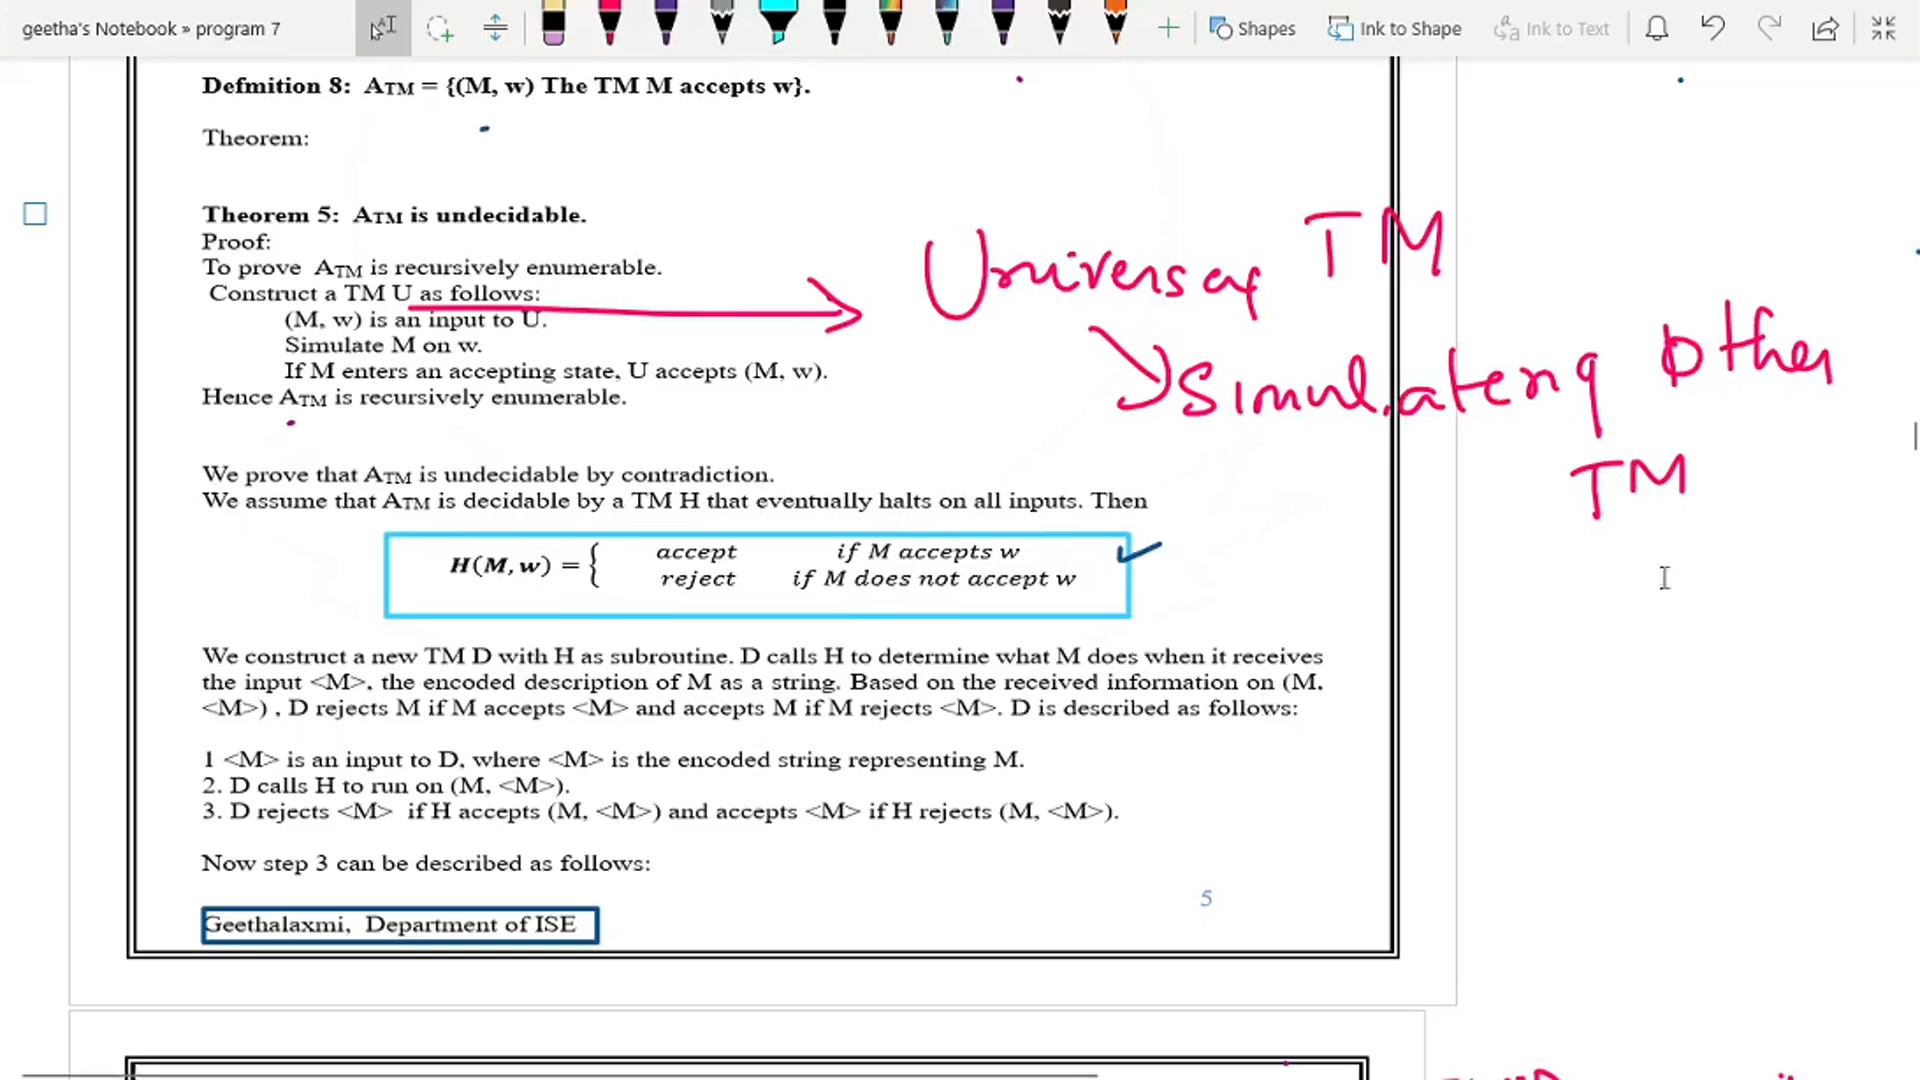 geetha's Notebook » program 7
Shapes
Ink to Shape
Ink to Text
Defmition 8: ATM = {(M, w) The TM M accepts w}.
Theorem:
Theorem 5: ATM is undecidable.
Proof:
To prove ATM is recursively enumerable.
Construct a TM U as follows:
(M, w) is an input to U.
Simulate M on w.
If M enters an accepting state, U accepts (M, w).
Hence ATM is recursively enumerable.
Universal TM
Simulating other
TM
We prove that ATM is undecidable by contradiction.
We assume that ATM is decidable by a TM H that eventually halts on all inputs. Then
H(M, w) = { accept if M accepts w
reject if M does not accept w
We construct a new TM D with H as subroutine. D calls H to determine what M does when it receives
the input <M>, the encoded description of M as a string. Based on the received information on (M,
<M>) , D rejects M if M accepts <M> and accepts M if M rejects <M>. D is described as follows:
1 <M> is an input to D, where <M> is the encoded string representing M.
2. D calls H to run on (M, <M>).
3. D rejects <M> if H accepts (M, <M>) and accepts <M> if H rejects (M, <M>).
Now step 3 can be described as follows:
5
Geethalaxmi, Department of ISE